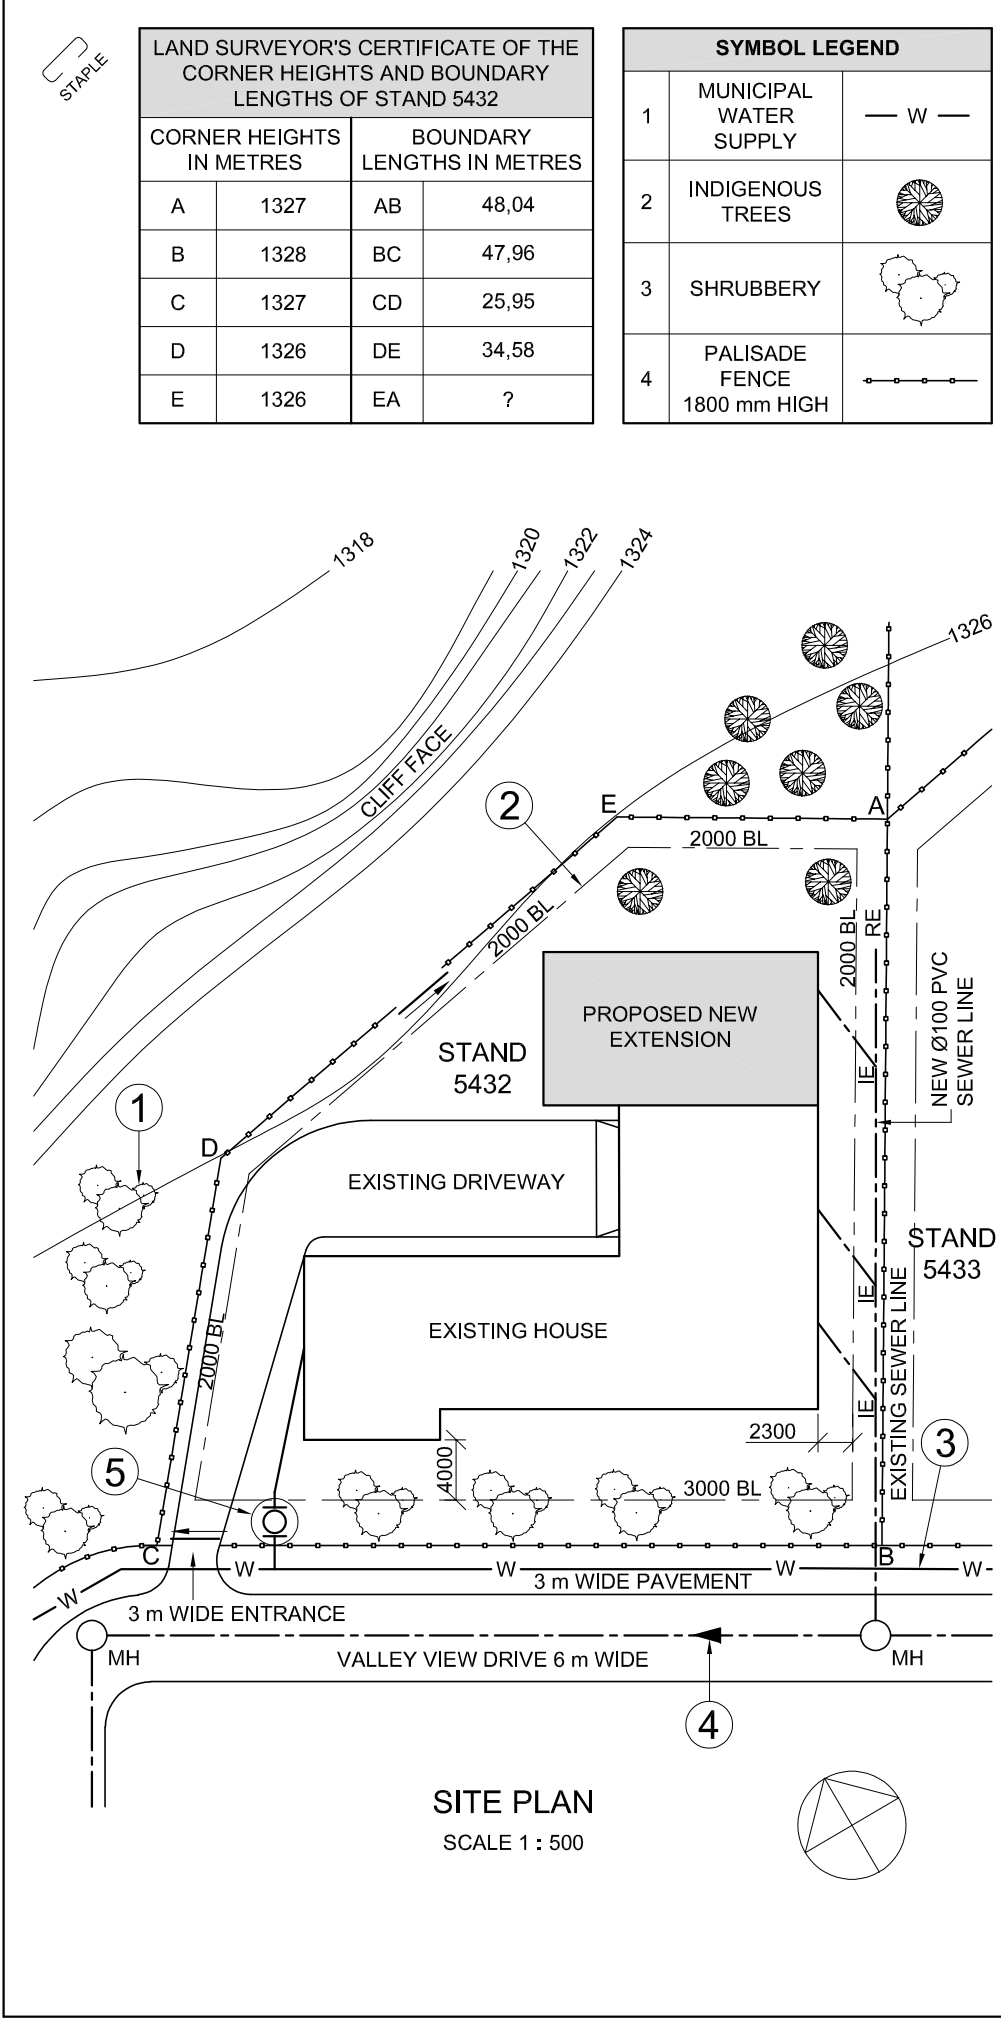 STAPLE
LAND SURVEYOR'S CERTIFICATE OF THE
CORNER HEIGHTS AND BOUNDARY
LENGTHS OF STAND 5432
CORNER HEIGHTS
IN METRES
BOUNDARY
LENGTHS IN METRES
A 1327 AB 48,04
B 1328 BC 47,96
C 1327 CD 25,95
D 1326 DE 34,58
E 1326 EA ?
SYMBOL LEGEND
1 MUNICIPAL
WATER
SUPPLY
W
2 INDIGENOUS
TREES
3 SHRUBBERY
4 PALISADE
FENCE
1800 mm HIGH
1318
1320
1322
1324
1326
CLIFF FACE
2
E
A
2000 BL
2000 BL
2000 BL
RE
PROPOSED NEW
EXTENSION
NEW Ø100 PVC
SEWER LINE
STAND
5432
IE
1
D
EXISTING DRIVEWAY
STAND
5433
IE
EXISTING SEWER LINE
EXISTING HOUSE
2000 BL
IE
2300
3
5
4000
3000 BL
C
B
W
W
W
W
W
3 m WIDE PAVEMENT
3 m WIDE ENTRANCE
MH
VALLEY VIEW DRIVE 6 m WIDE
MH
4
SITE PLAN
SCALE 1 : 500